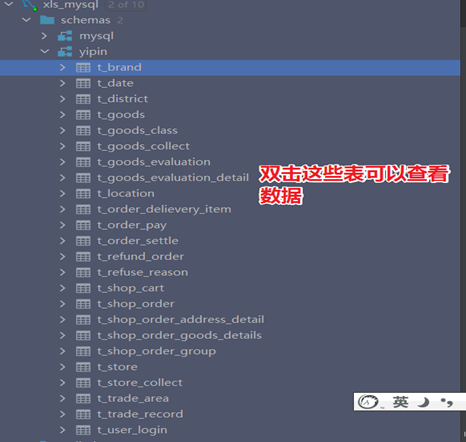 xls_mysql 2 of 10
schemas 2
mysql
yipin
t_brand
t_date
t_district
t_goods
t_goods_class
t_goods_collect
t_goods_evaluation
t_goods_evaluation_detail
双击这些表可以查看
数据
t_location
t_order_delievery_item
t_order_pay
t_order_settle
t_refund_order
t_refuse_reason
t_shop_cart
t_shop_order
t_shop_order_address_detail
t_shop_order_goods_details
t_shop_order_group
t_store
t_store_collect
t_trade_area
英
t_trade_record
t_user_login